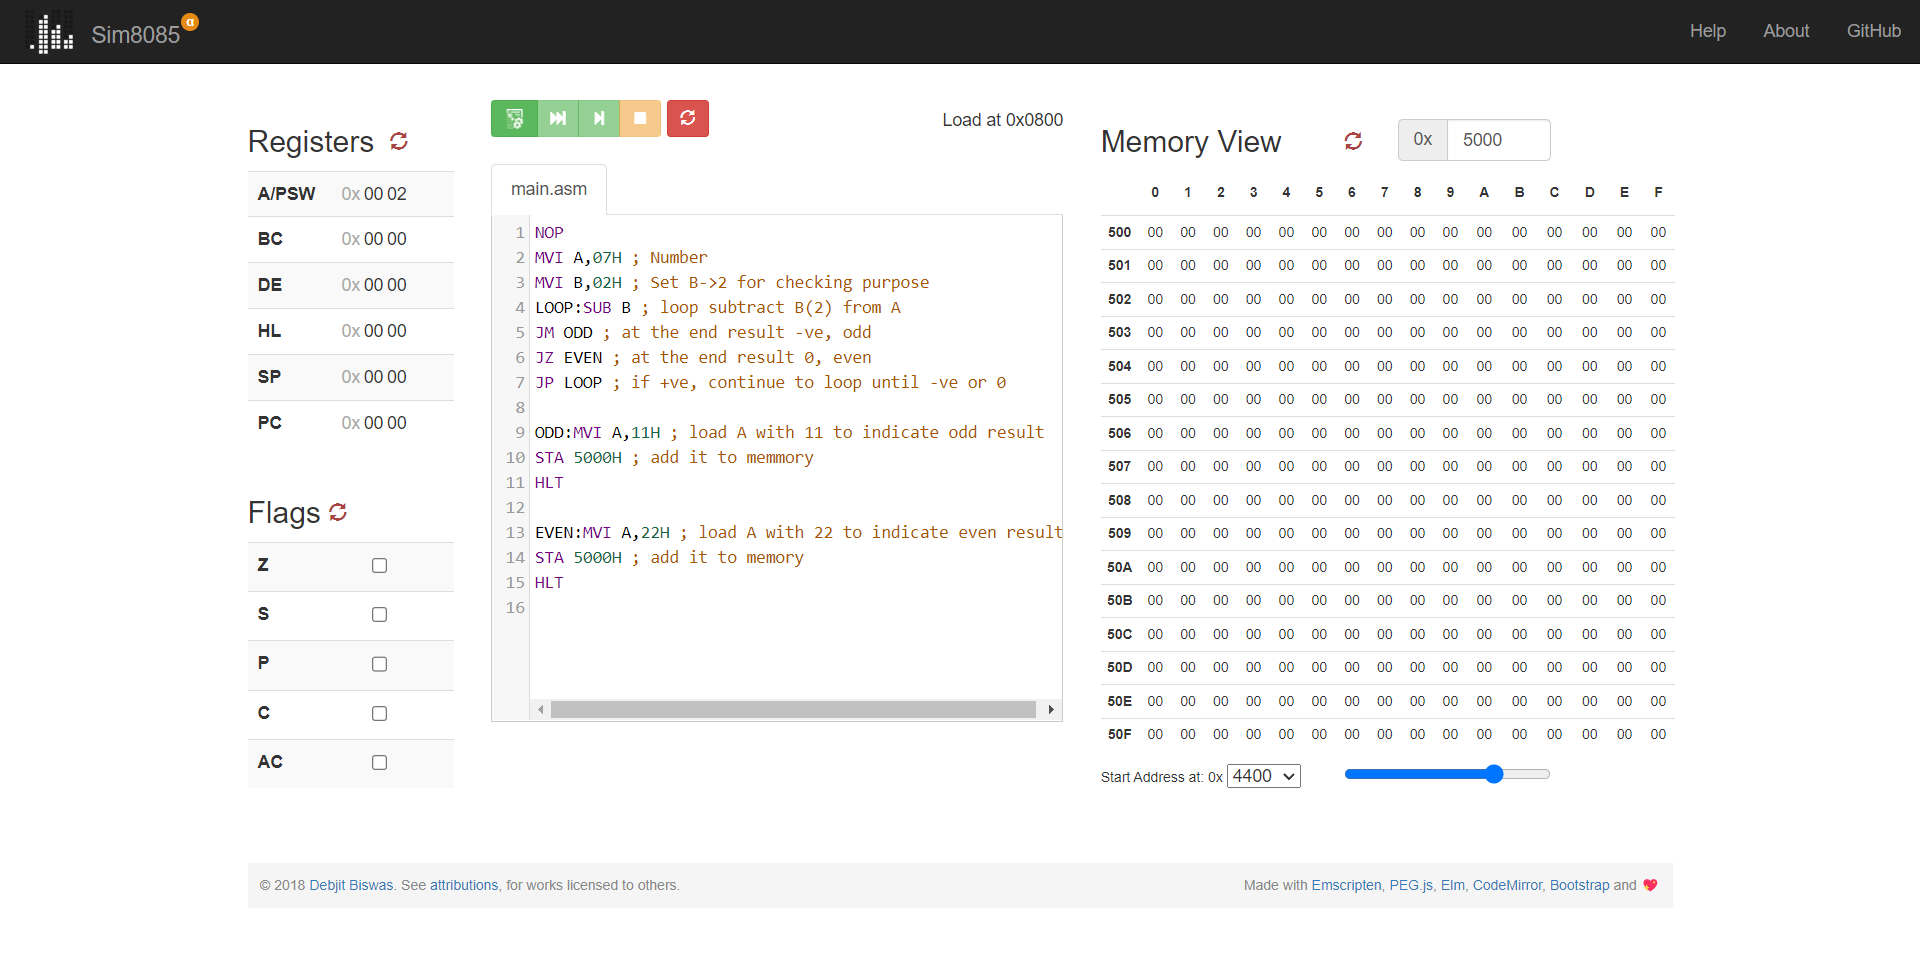 Sim8085 α
Help About GitHub
Registers
A/PSW 0x 00 02
BC 0x 00 00
DE 0x 00 00
HL 0x 00 00
SP 0x 00 00
PC 0x 00 00
Flags
Z
S
P
C
AC
Load at 0x0800
main.asm
1 NOP
2 MVI A,07H ; Number
3 MVI B,02H ; Set B->2 for checking purpose
4 LOOP:SUB B ; loop subtract B(2) from A
5 JM ODD ; at the end result -ve, odd
6 JZ EVEN ; at the end result 0, even
7 JP LOOP ; if +ve, continue to loop until -ve or 0
8
9 ODD:MVI A,11H ; load A with 11 to indicate odd result
10 STA 5000H ; add it to memmory
11 HLT
12
13 EVEN:MVI A,22H ; load A with 22 to indicate even result
14 STA 5000H ; add it to memory
15 HLT
16
Memory View 0x 5000
0 1 2 3 4 5 6 7 8 9 A B C D E F
500 00 00 00 00 00 00 00 00 00 00 00 00 00 00 00 00
501 00 00 00 00 00 00 00 00 00 00 00 00 00 00 00 00
502 00 00 00 00 00 00 00 00 00 00 00 00 00 00 00 00
503 00 00 00 00 00 00 00 00 00 00 00 00 00 00 00 00
504 00 00 00 00 00 00 00 00 00 00 00 00 00 00 00 00
505 00 00 00 00 00 00 00 00 00 00 00 00 00 00 00 00
506 00 00 00 00 00 00 00 00 00 00 00 00 00 00 00 00
507 00 00 00 00 00 00 00 00 00 00 00 00 00 00 00 00
508 00 00 00 00 00 00 00 00 00 00 00 00 00 00 00 00
509 00 00 00 00 00 00 00 00 00 00 00 00 00 00 00 00
50A 00 00 00 00 00 00 00 00 00 00 00 00 00 00 00 00
50B 00 00 00 00 00 00 00 00 00 00 00 00 00 00 00 00
50C 00 00 00 00 00 00 00 00 00 00 00 00 00 00 00 00
50D 00 00 00 00 00 00 00 00 00 00 00 00 00 00 00 00
50E 00 00 00 00 00 00 00 00 00 00 00 00 00 00 00 00
50F 00 00 00 00 00 00 00 00 00 00 00 00 00 00 00 00
Start Address at: 0x 4400
© 2018 Debjit Biswas. See attributions, for works licensed to others.
Made with Emscripten, PEG.js, Elm, CodeMirror, Bootstrap and 💖